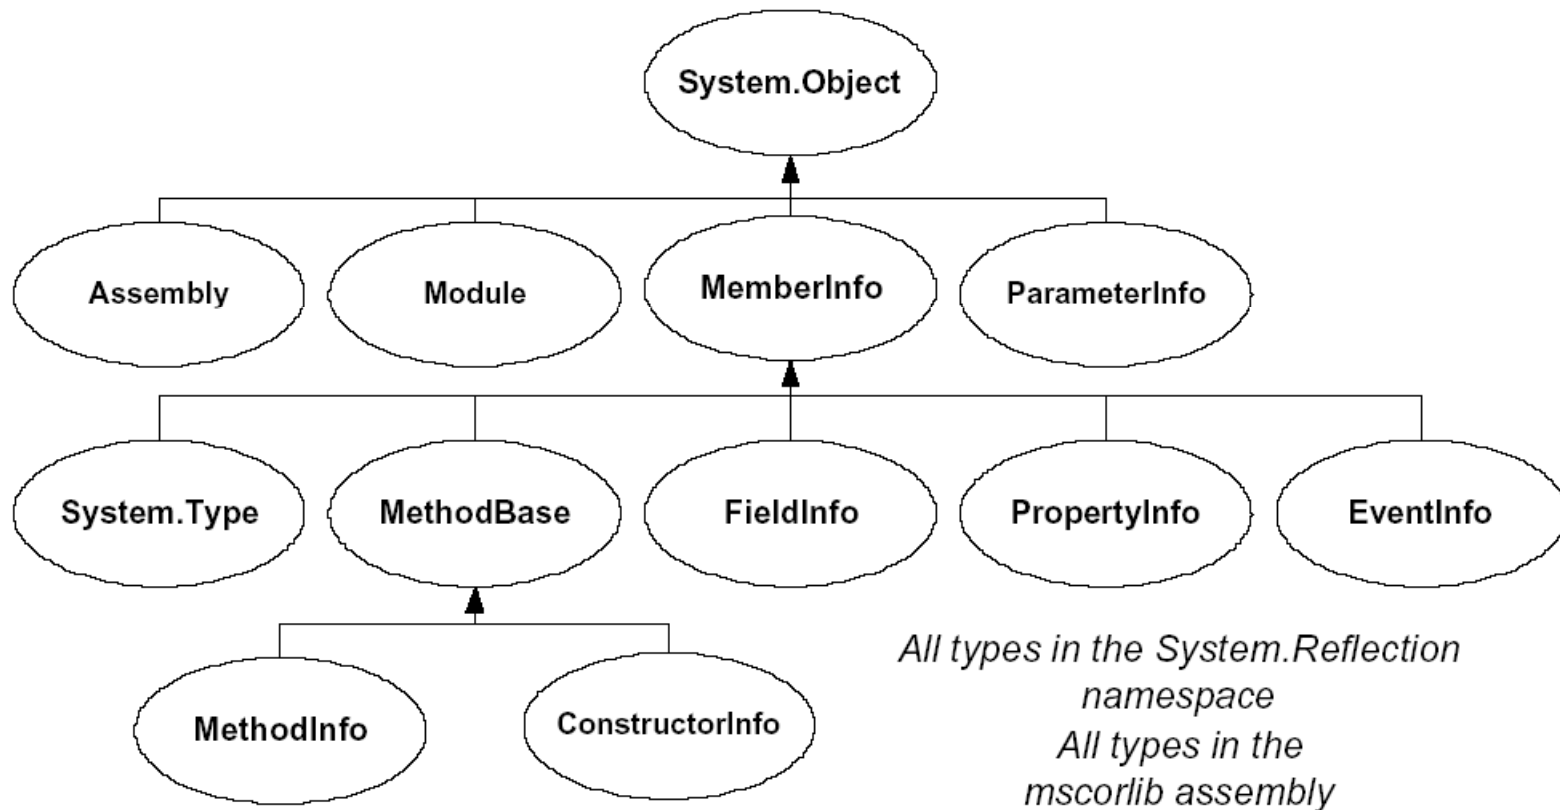 System.Object
Assembly
Module
MemberInfo
ParameterInfo
System.Type
MethodBase
FieldInfo
PropertyInfo
EventInfo
MethodInfo
ConstructorInfo
All types in the System.Reflection
namespace
All types in the
mscorlib assembly